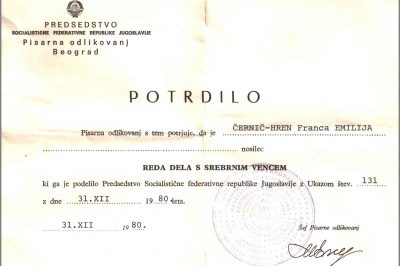 PREDSEDSTVO
SOCIALISTIČNE FEDERATIVNE REPUBLIKE JUGOSLAVIJE
Pisarna odlikovanj
Beograd
POTRDILO
Pisarna odlikovanj s tem potrjuje, da je ČERNIČ-HREN Franca EMILIJA
nosilec
REDA DELA S SREBRNIM VENCEM
ki ga je podelilo Predsedstvo Socialistične federativne republike Jugoslavije z Ukazom štev. 131
z dne 31.XII 1980. leta.
31.XII 1980.
Šef Pisarne odlikovanj